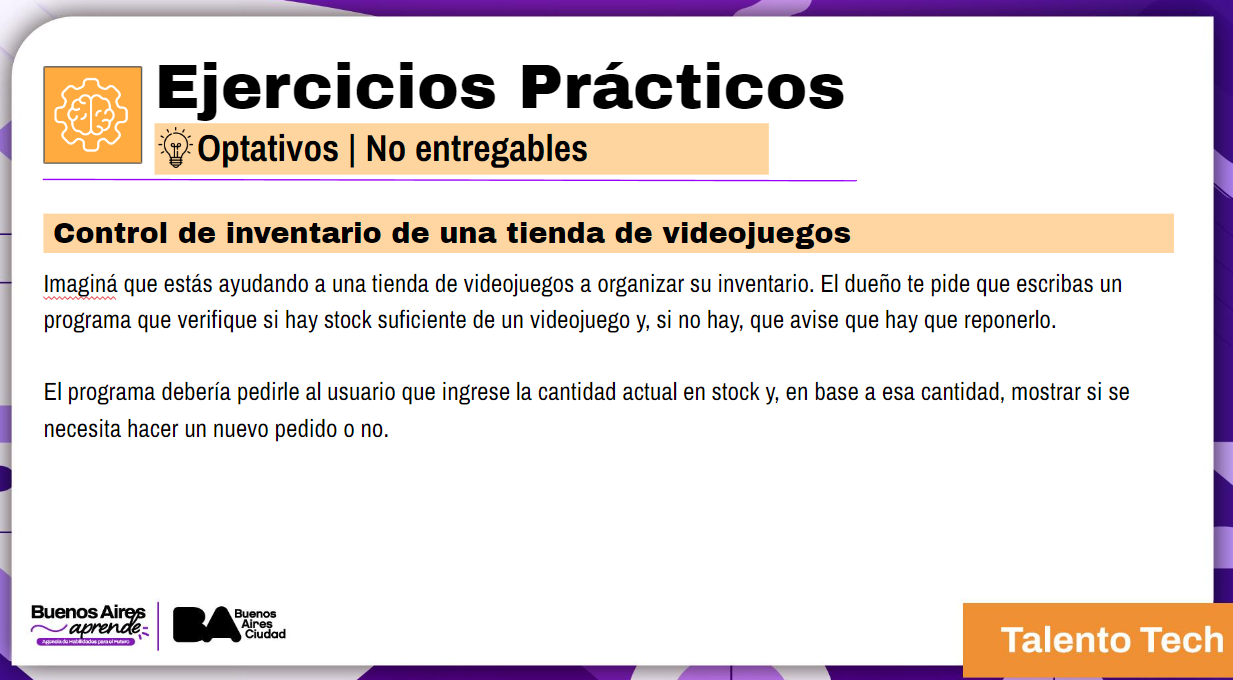 Ejercicios Prácticos
Optativos | No entregables
Control de inventario de una tienda de videojuegos
Imaginá que estás ayudando a una tienda de videojuegos a organizar su inventario. El dueño te pide que escribas un
programa que verifique si hay stock suficiente de un videojuego y, si no hay, que avise que hay que reponerlo.
El programa debería pedirle al usuario que ingrese la cantidad actual en stock y, en base a esa cantidad, mostrar si se
necesita hacer un nuevo pedido o no.
Buenos Aires
aprende
Agencia de Habilidades para el Futuro
BA
Buenos
Aires
Ciudad
Talento Tech